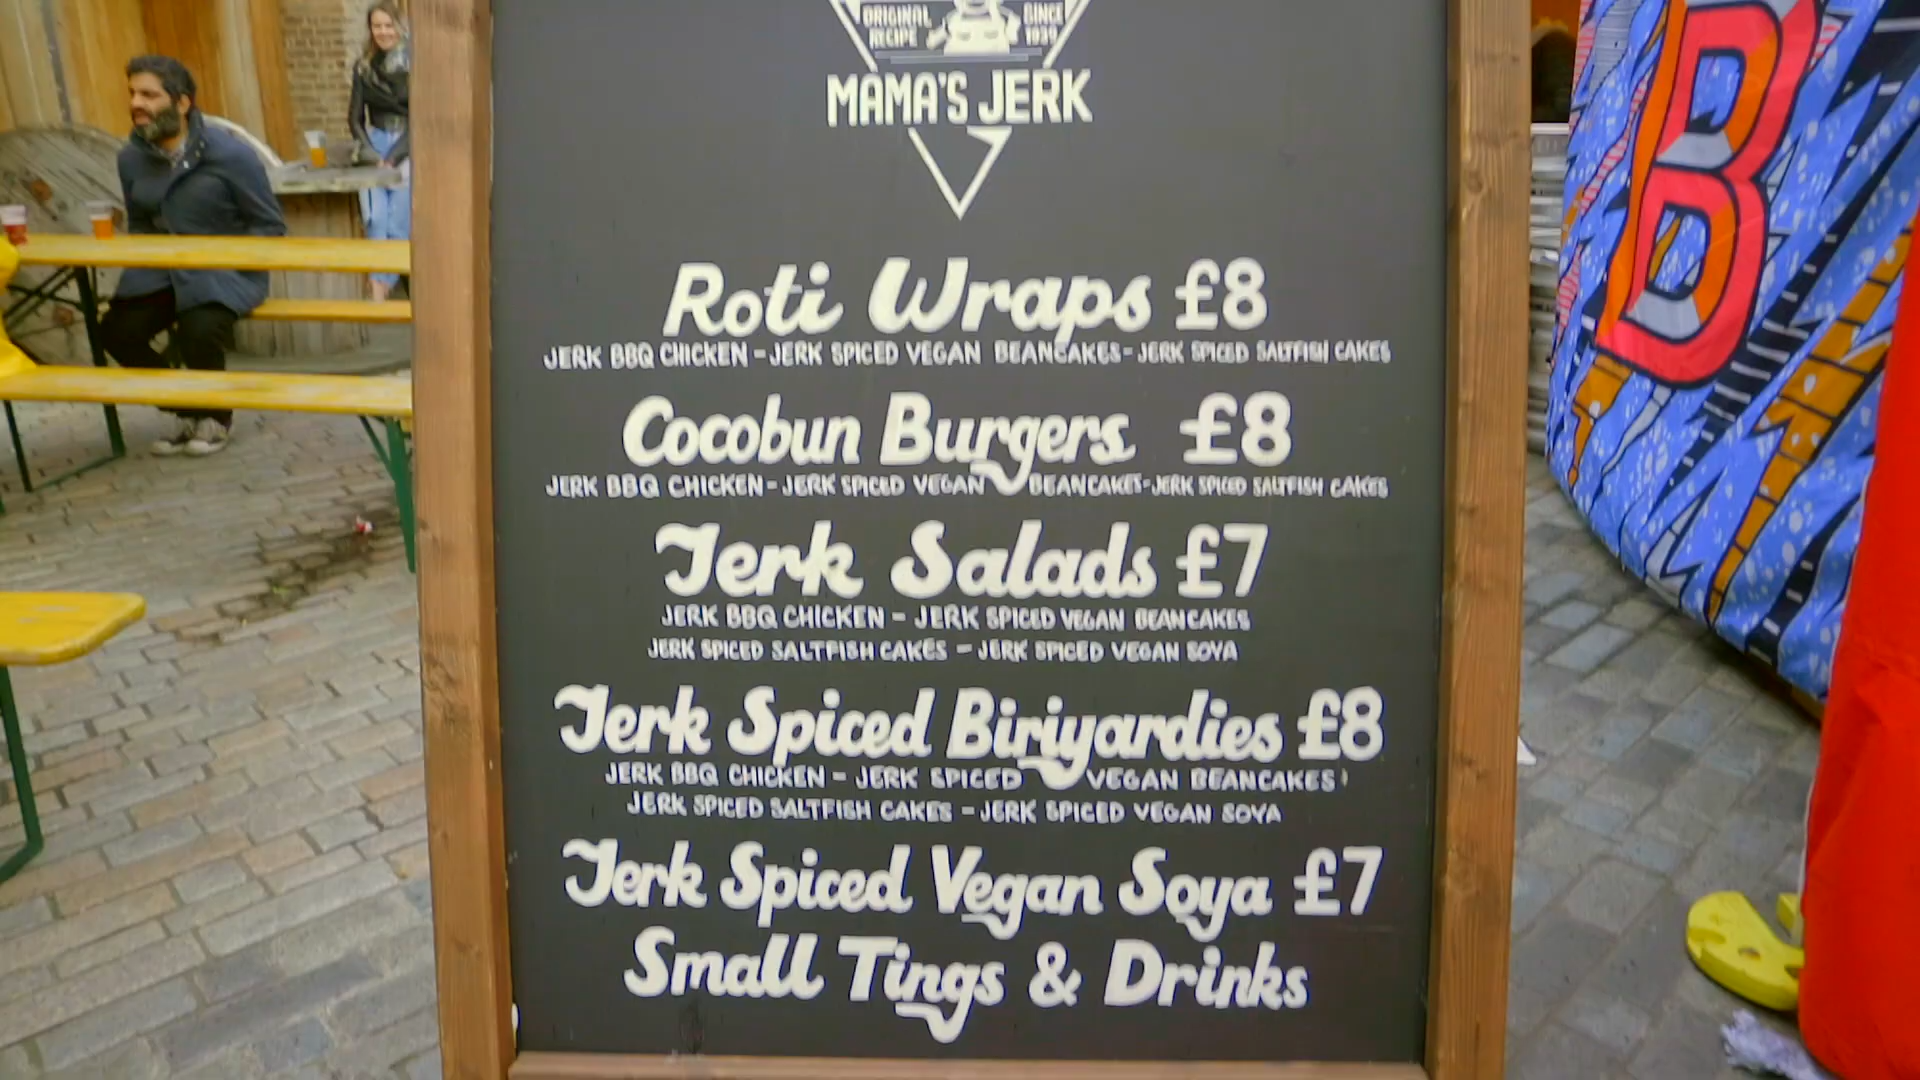 ORIGINAL RECIPE
SINCE 1939
MAMA'S JERK
Roti Wraps £8
JERK BBQ CHICKEN - JERK SPICED VEGAN BEANCAKES - JERK SPICED SALTFISH CAKES
Cocobun Burgers £8
JERK BBQ CHICKEN - JERK SPICED VEGAN BEANCAKES - JERK SPICED SALTFISH CAKES
Jerk Salads £7
JERK BBQ CHICKEN - JERK SPICED VEGAN BEANCAKES
JERK SPICED SALTFISH CAKES - JERK SPICED VEGAN SOYA
Jerk Spiced Biriyardies £8
JERK BBQ CHICKEN - JERK SPICED VEGAN BEANCAKES
JERK SPICED SALTFISH CAKES - JERK SPICED VEGAN SOYA
Jerk Spiced Vegan Soya £7
Small Tings & Drinks
B